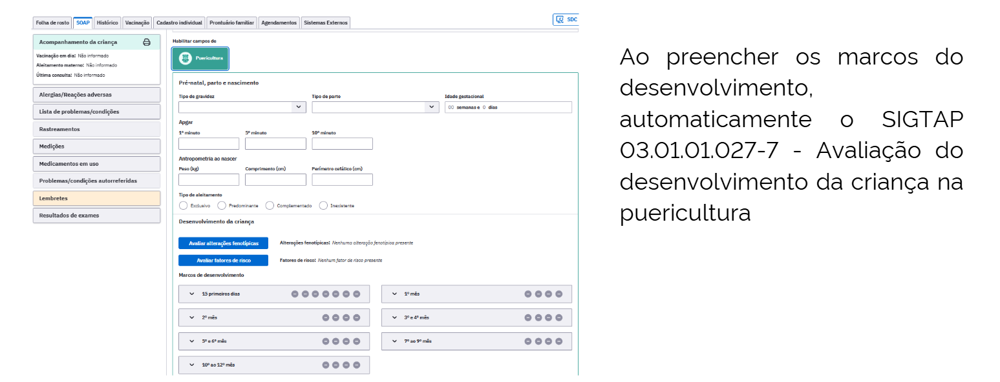 Folha de rosto SOAP Histórico Vacinação Cadastro individual Prontuário familiar Agendamentos Sistemas Externos SDC
Acompanhamento da criança
Vacinação em dia: Não informado
Aleitamento materno: Não informado
Última consulta: Não informado
Alergias/Reações adversas
Lista de problemas/condições
Rastreamentos
Medições
Medicamentos em uso
Problemas/condições autorreferidas
Lembretes
Resultados de exames
Habilitar campos de
Puericultura
Pré-natal, parto e nascimento
Tipo de gravidez Tipo de parto Idade gestacional
00 semanas e 0 dias
Apgar
1º minuto 5º minuto 10º minuto
Antropometria ao nascer
Peso (kg) Comprimento (cm) Perímetro cefálico (cm)
Tipo de aleitamento
Exclusivo Predominante Complementado Inexistente
Desenvolvimento da criança
Avaliar alterações fenotípicas Alterações fenotípicas: Nenhuma alteração fenotípica presente
Avaliar fatores de risco Fatores de risco: Nenhum fator de risco presente
Marcos de desenvolvimento
15 primeiros dias 1º mês
2º mês 3º e 4º mês
5º e 6º mês 7º ao 9º mês
10º ao 12º mês
Ao preencher os marcos do
desenvolvimento,
automaticamente o SIGTAP
03.01.01.027-7 - Avaliação do
desenvolvimento da criança na
puericultura